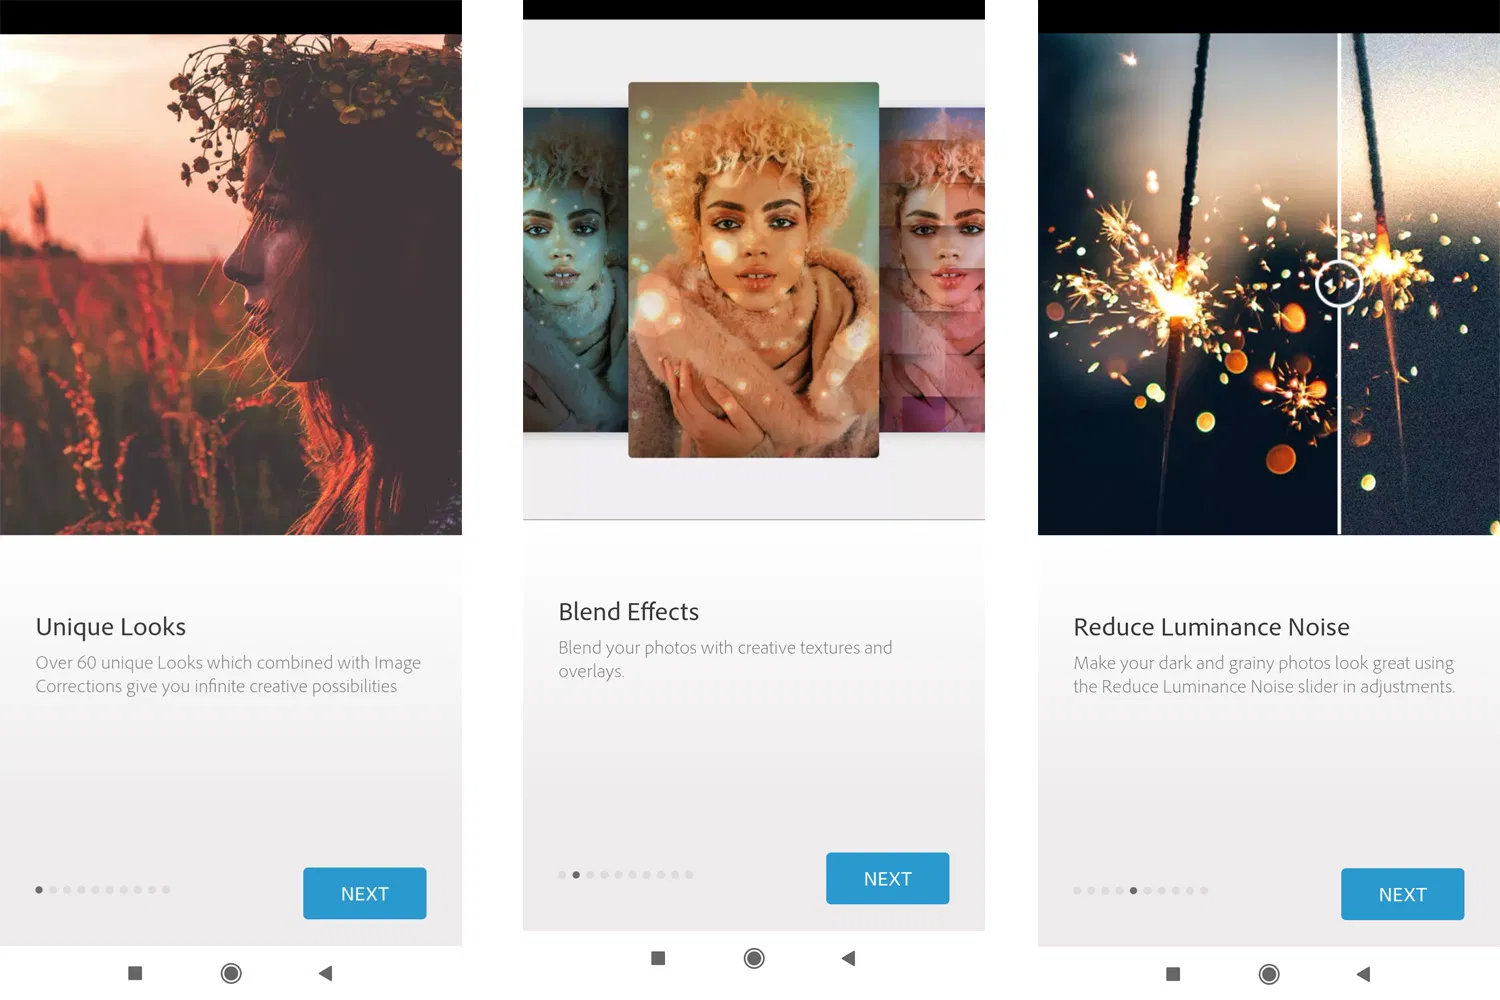 Unique Looks
Over 60 unique Looks which combined with Image
Corrections give you infinite creative possibilities
NEXT
Blend Effects
Blend your photos with creative textures and
overlays.
NEXT
Reduce Luminance Noise
Make your dark and grainy photos look great using
the Reduce Luminance Noise slider in adjustments.
NEXT